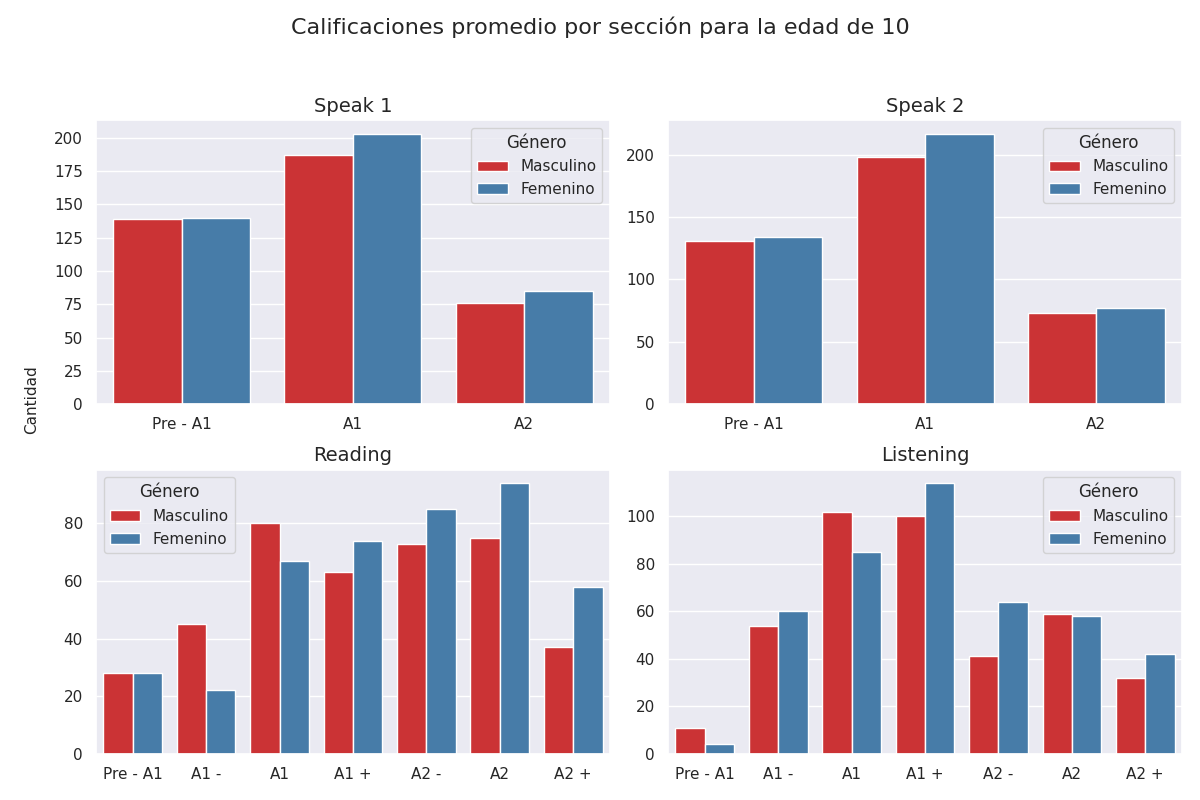 Calificaciones promedio por sección para la edad de 10
Cantidad
Speak 1
200
175
150
125
100
75
50
25
0
Género
Masculino
Femenino
Pre - A1 A1 A2
Speak 2
200
150
100
50
0
Género
Masculino
Femenino
Pre - A1 A1 A2
Reading
80
60
40
20
0
Género
Masculino
Femenino
Pre - A1 A1 - A1 A1 + A2 - A2 A2 +
Listening
100
80
60
40
20
0
Género
Masculino
Femenino
Pre - A1 A1 - A1 A1 + A2 - A2 A2 +